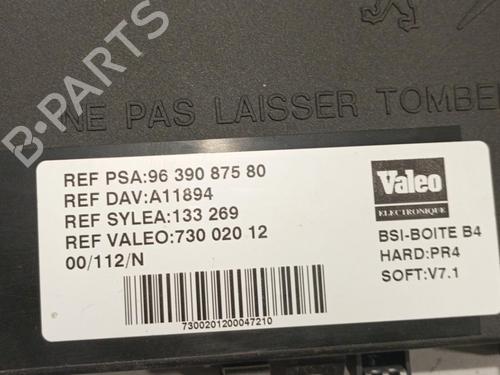 B-PARTS
NE PAS LAISSER TOMBE
REF PSA:96 390 875 80
REF DAV:A11894
REF SYLEA:133 269
REF VALEO:730 020 12
00/112/N
7300201200047210
Valeo
ELECTRONIQUE
BSI-BOITE B4
HARD:PR4
SOFT:V7.1